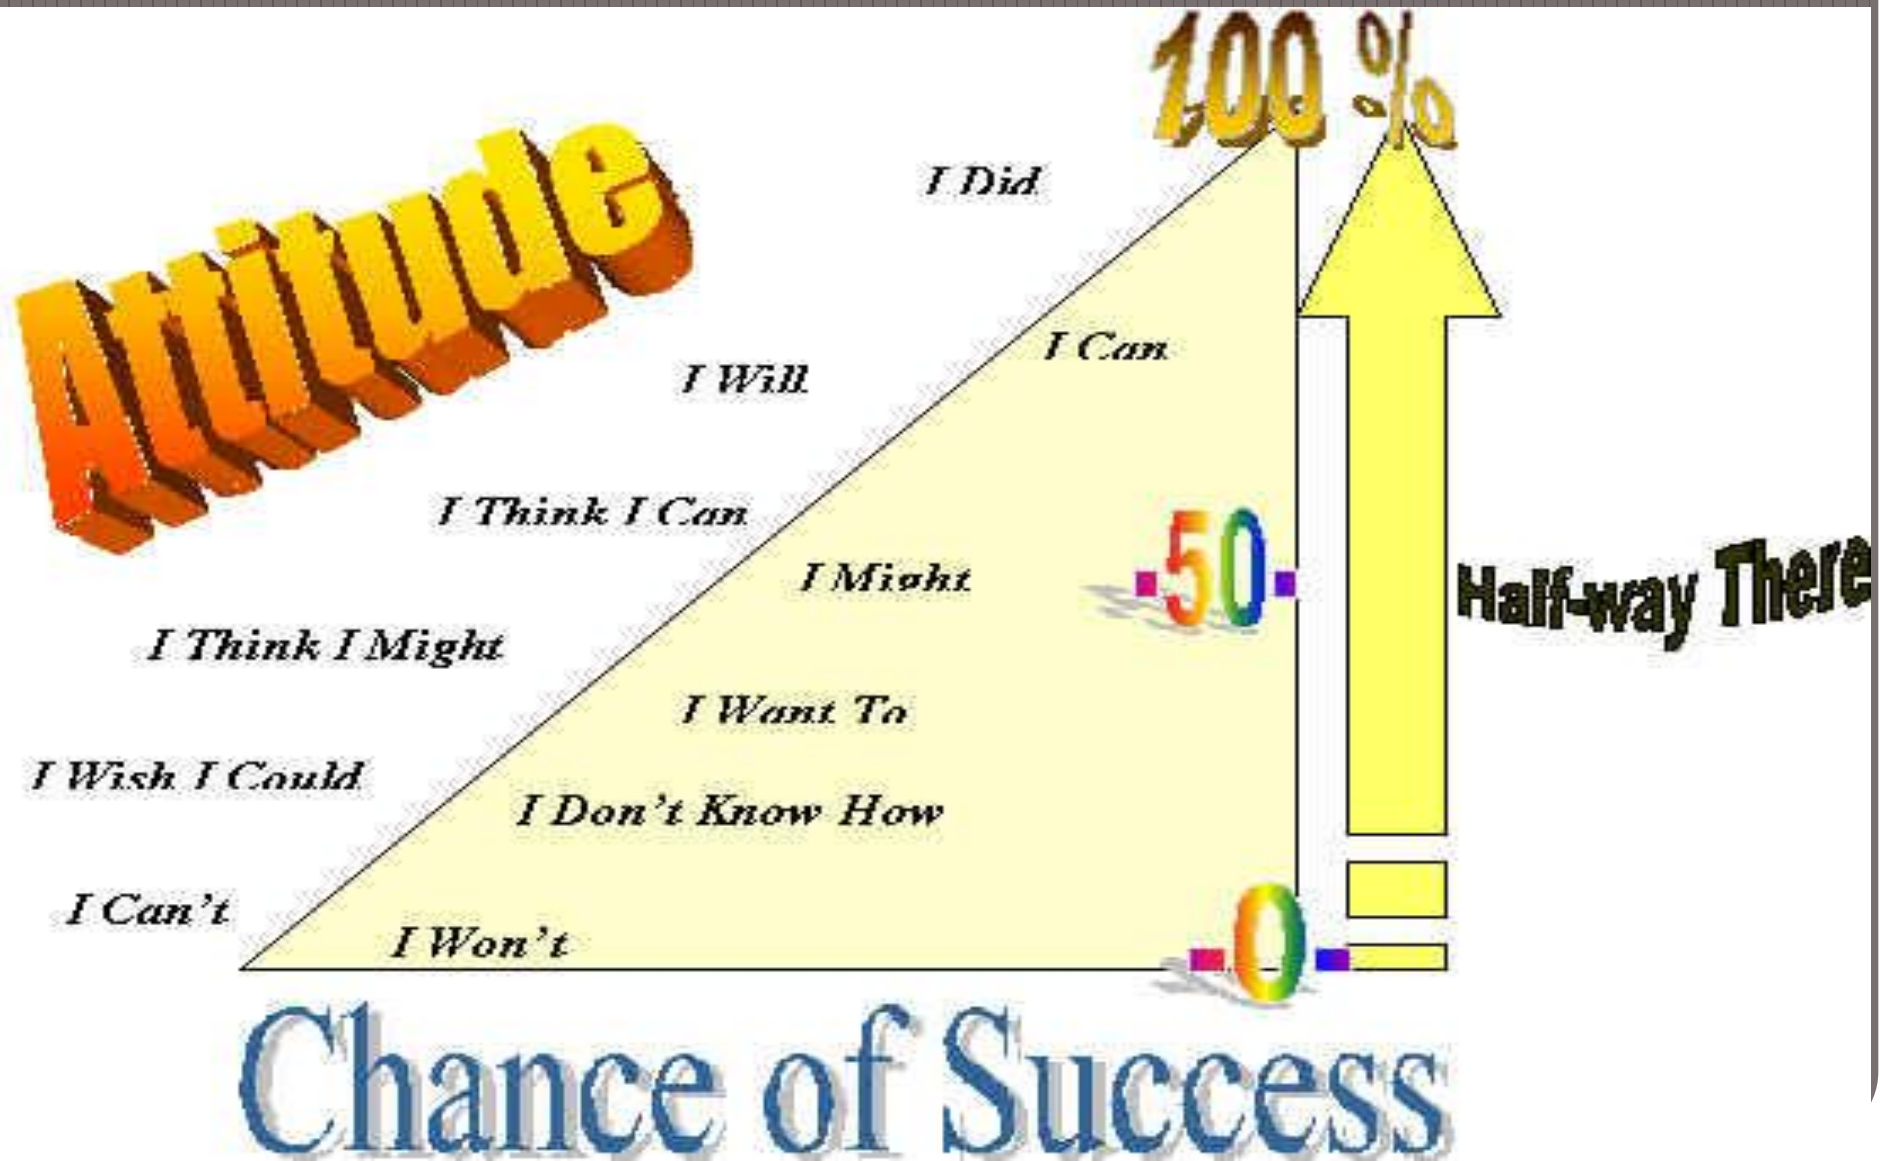 100 %
Attitude
I Did
I Can
I Will
I Think I Can
-50-
I Might
Half-way There
I Think I Might
I Want To
I Wish I Could
I Don't Know How
I Can't
I Won't
-0-
Chance of Success